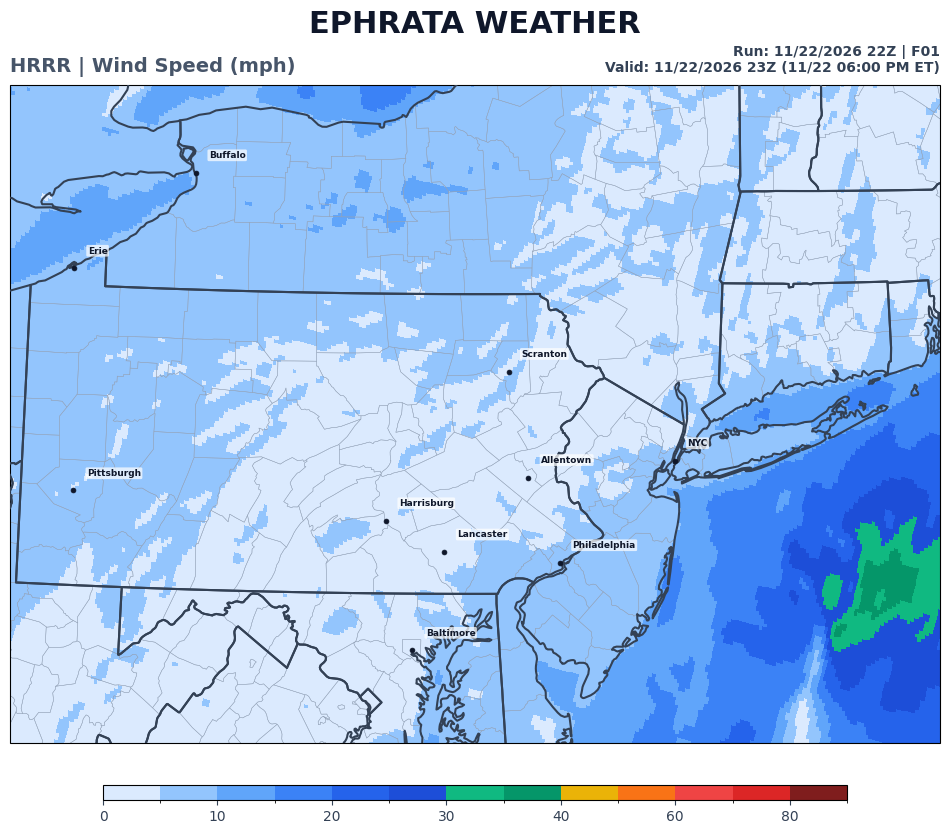 EPHRATA WEATHER
HRRR | Wind Speed (mph)
Run: 11/22/2026 22Z | F01
Valid: 11/22/2026 23Z (11/22 06:00 PM ET)
Buffalo
Erie
Scranton
NYC
Allentown
Pittsburgh
Harrisburg
Lancaster
Philadelphia
Baltimore
0 10 20 30 40 50 60 70 80